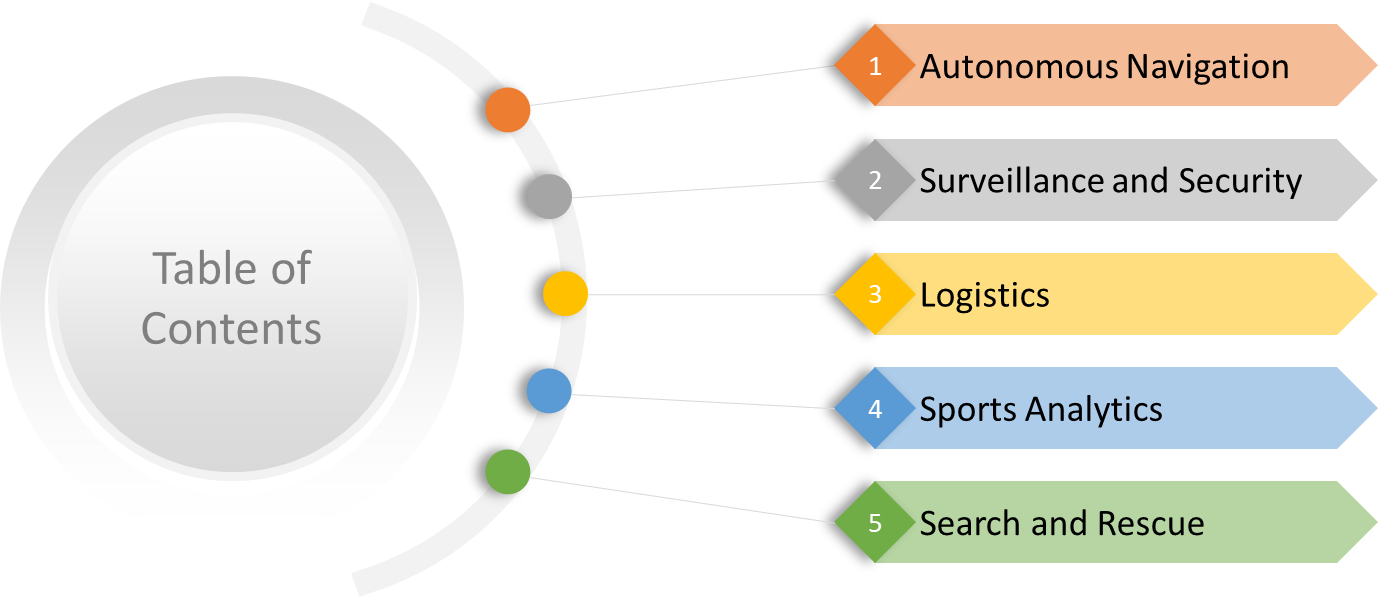 Table of
Contents
1 Autonomous Navigation
2 Surveillance and Security
3 Logistics
4 Sports Analytics
5 Search and Rescue